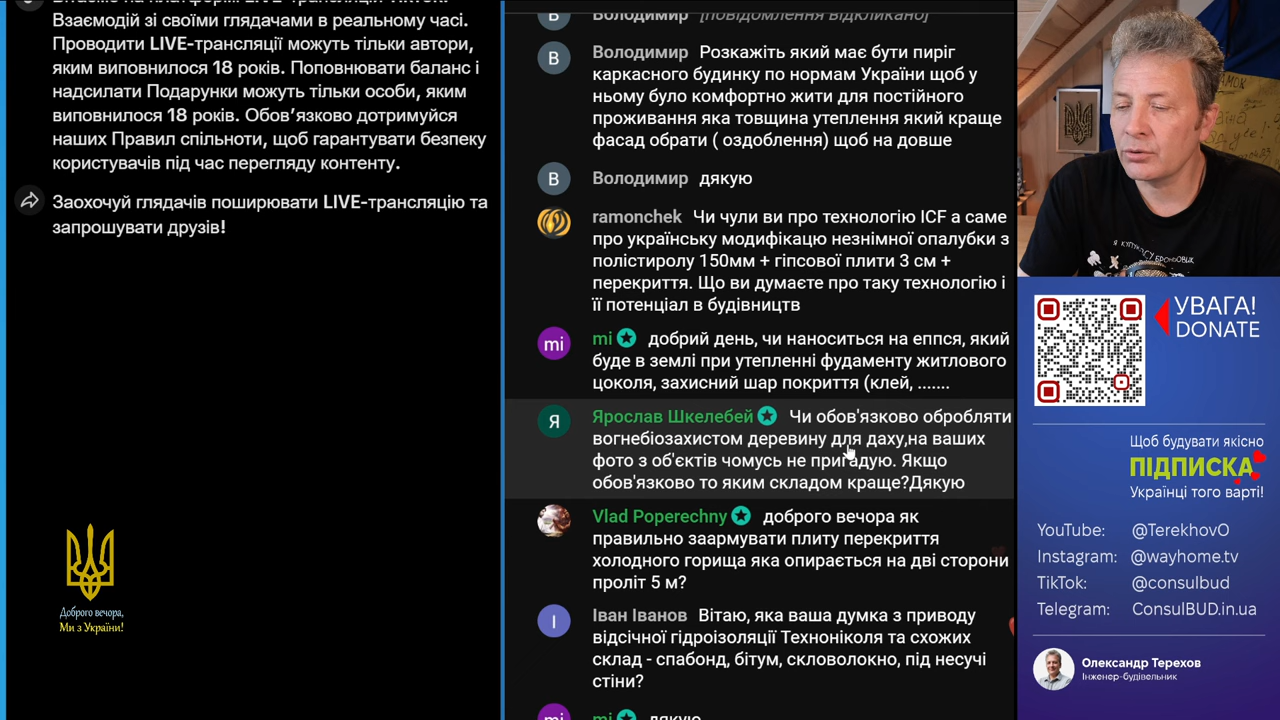 Взаємодій зі своїми глядачами в реальному часі.
Проводити LIVE-трансляції можуть тільки автори,
яким виповнилося 18 років. Поповнювати баланс і
надсилати Подарунки можуть тільки особи, яким
виповнилося 18 років. Обов’язково дотримуйся
наших Правил спільноти, щоб гарантувати безпеку
користувачів під час перегляду контенту.
Заохочуй глядачів поширювати LIVE-трансляцію та
запрошувати друзів!
Доброго вечора,
Ми з України!
В Володимир [повідомлення відкликано]
В Володимир Розкажіть який має бути пиріг
каркасного будинку по нормам України щоб у
ньому було комфортно жити для постійного
проживання яка товщина утеплення який краще
фасад обрати ( оздоблення) щоб на довше
В Володимир дякую
ramonchek Чи чули ви про технологію ICF а саме
про українську модифікацю незнімної опалубки з
полістиролу 150мм + гіпсової плити 3 см +
перекриття. Що ви думаєте про таку технологію і
її потенціал в будівництв
mi mi добрий день, чи наноситься на еппся, який
буде в землі при утепленні фудаменту житлового
цоколя, захисний шар покриття (клей, .......
Я Ярослав Шкелебей Чи обов'язково обробляти
вогнебіозахистом деревину для даху,на ваших
фото з об'єктів чомусь не пригадую. Якщо
обов'язково то яким складом краще?Дякую
Vlad Poperechny доброго вечора як
правильно заармувати плиту перекриття
холодного горища яка опирається на дві сторони
проліт 5 м?
І Іван Іванов Вітаю, яка ваша думка з приводу
відсічної гідроізоляції Техноніколя та схожих
склад - спабонд, бітум, скловолокно, під несучі
стіни?
mi mi дякую
УВАГА!
DONATE
Щоб будувати якісно
ПІДПИСКА
Українці того варті!
YouTube: @TerekhovO
Instagram: @wayhome.tv
TikTok: @consulbud
Telegram: ConsulBUD.in.ua
Олександр Терехов
Інженер-будівельник